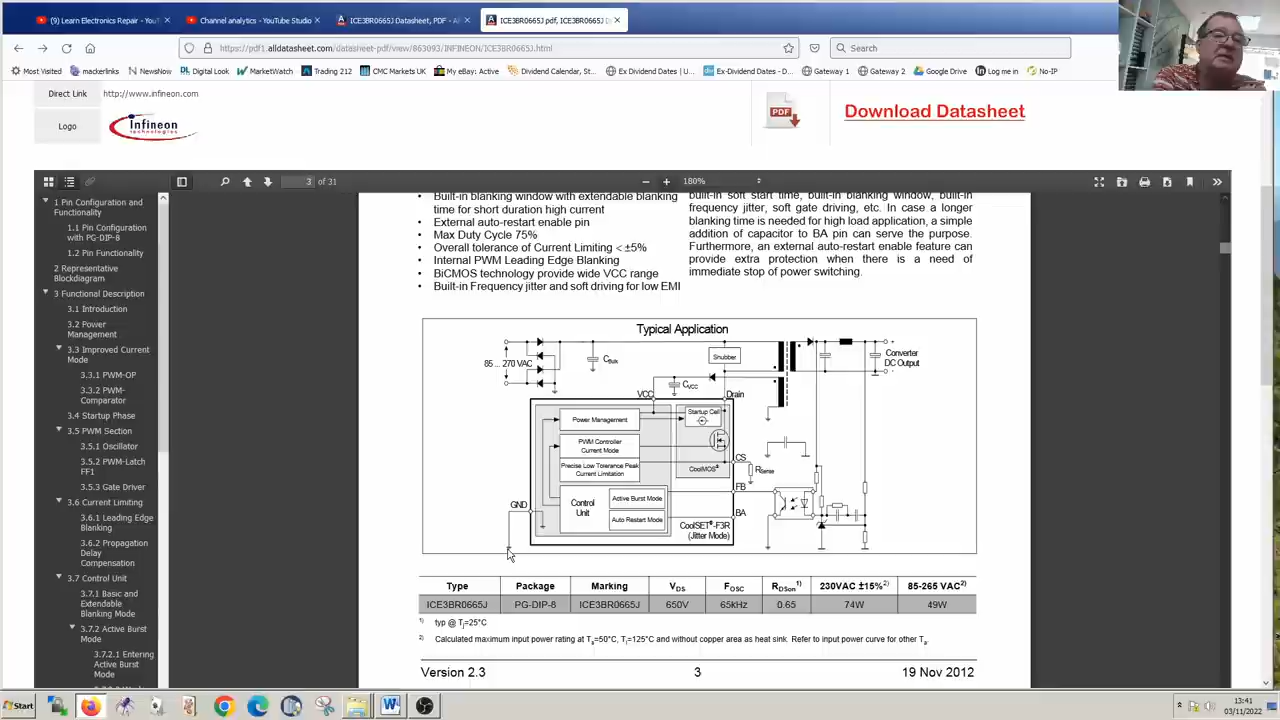 (9) Learn Electronics Repair - YouT
Channel analytics - YouTube Studio
ICE3BR0665J Datasheet, PDF - Al
ICE3BR0665J pdf, ICE3BR0665J D
https://pdf1.alldatasheet.com/datasheet-pdf/view/863093/INFINEON/ICE3BR0665J.html
Search
Most Visited
mackerlinks
NewsNow
Digital Look
MarketWatch
Trading 212
CMC Markets UK
My eBay: Active
Dividend Calendar, St...
Ex Dividend Dates | U...
Ex-Dividend Dates - ...
Gateway 1
Gateway 2
Google Drive
Log me in
No-IP
Direct Link
http://www.infineon.com
Logo
Infineon
technologies
PDF
Download Datasheet
3 of 31
180%
1 Pin Configuration and
Functionality
1.1 Pin Configuration
with PG-DIP-8
1.2 Pin Functionality
2 Representative
Blockdiagram
3 Functional Description
3.1 Introduction
3.2 Power
Management
3.3 Improved Current
Mode
3.3.1 PWM-OP
3.3.2 PWM-
Comparator
3.4 Startup Phase
3.5 PWM Section
3.5.1 Oscillator
3.5.2 PWM-Latch
FF1
3.5.3 Gate Driver
3.6 Current Limiting
3.6.1 Leading Edge
Blanking
3.6.2 Propagation
Delay
Compensation
3.7 Control Unit
3.7.1 Basic and
Extendable
Blanking Mode
3.7.2 Active Burst
Mode
3.7.2.1 Entering
Active Burst
Mode
• Built-in blanking window with extendable blanking
time for short duration high current
• External auto-restart enable pin
• Max Duty Cycle 75%
• Overall tolerance of Current Limiting < ±5%
• Internal PWM Leading Edge Blanking
• BiCMOS technology provide wide VCC range
• Built-in Frequency jitter and soft driving for low EMI
built-in soft start time, built-in blanking window, built-in
frequency jitter, soft gate driving, etc. In case a longer
blanking time is needed for high load application, a simple
addition of capacitor to BA pin can serve the purpose.
Furthermore, an external auto-restart enable feature can
provide extra protection when there is a need of
immediate stop of power switching.
Typical Application
85 ... 270 VAC
CBulk
Snubber
Converter
DC Output
+
-
CVCC
VCC
Drain
Power Management
Startup Cell
PWM Controller
Current Mode
Precise Low Tolerance Peak
Current Limitation
CoolMOS®
CS
RSense
FB
GND
Control
Unit
Active Burst Mode
Auto Restart Mode
BA
CoolSET®-F3R
(Jitter Mode)
Type Package Marking VDS FOSC RDSon1) 230VAC ±15%2) 85-265 VAC2)
ICE3BR0665J PG-DIP-8 ICE3BR0665J 650V 65kHz 0.65 74W 49W
1) typ @ Tj=25°C
2) Calculated maximum input power rating at Ta=50°C, Tj=125°C and without copper area as heat sink. Refer to input power curve for other Ta.
Version 2.3 3 19 Nov 2012
Start
13:41
03/11/2022